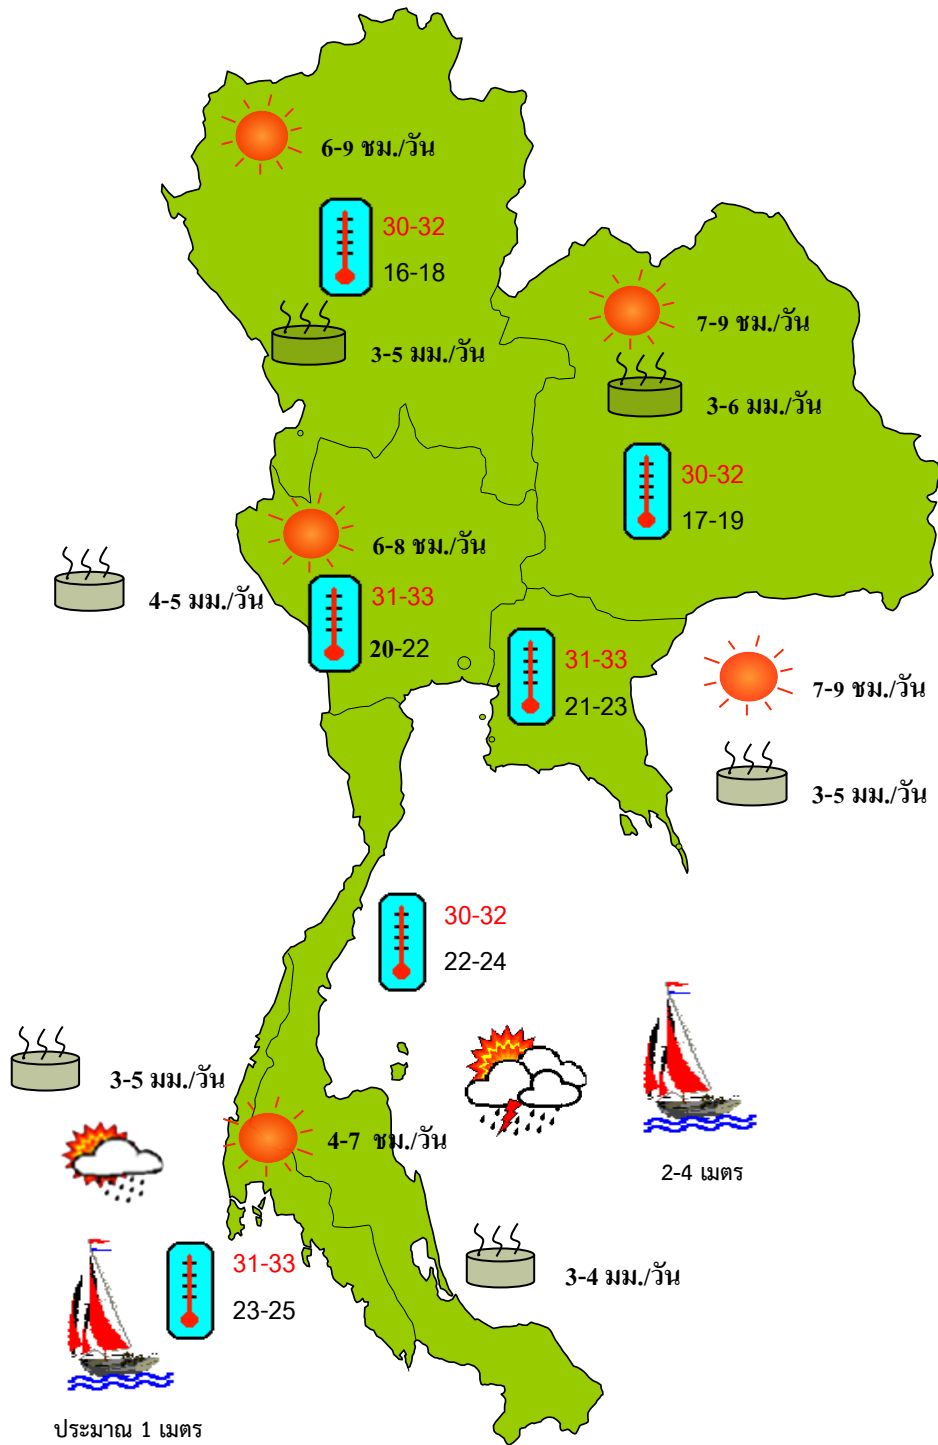 6-9 ชม./วัน
30-32
16-18
3-5 มม./วัน
7-9 ชม./วัน
3-6 มม./วัน
30-32
17-19
6-8 ชม./วัน
4-5 มม./วัน
31-33
20-22
31-33
21-23
7-9 ชม./วัน
3-5 มม./วัน
30-32
22-24
3-5 มม./วัน
4-7 ชม./วัน
2-4 เมตร
31-33
23-25
3-4 มม./วัน
ประมาณ 1 เมตร